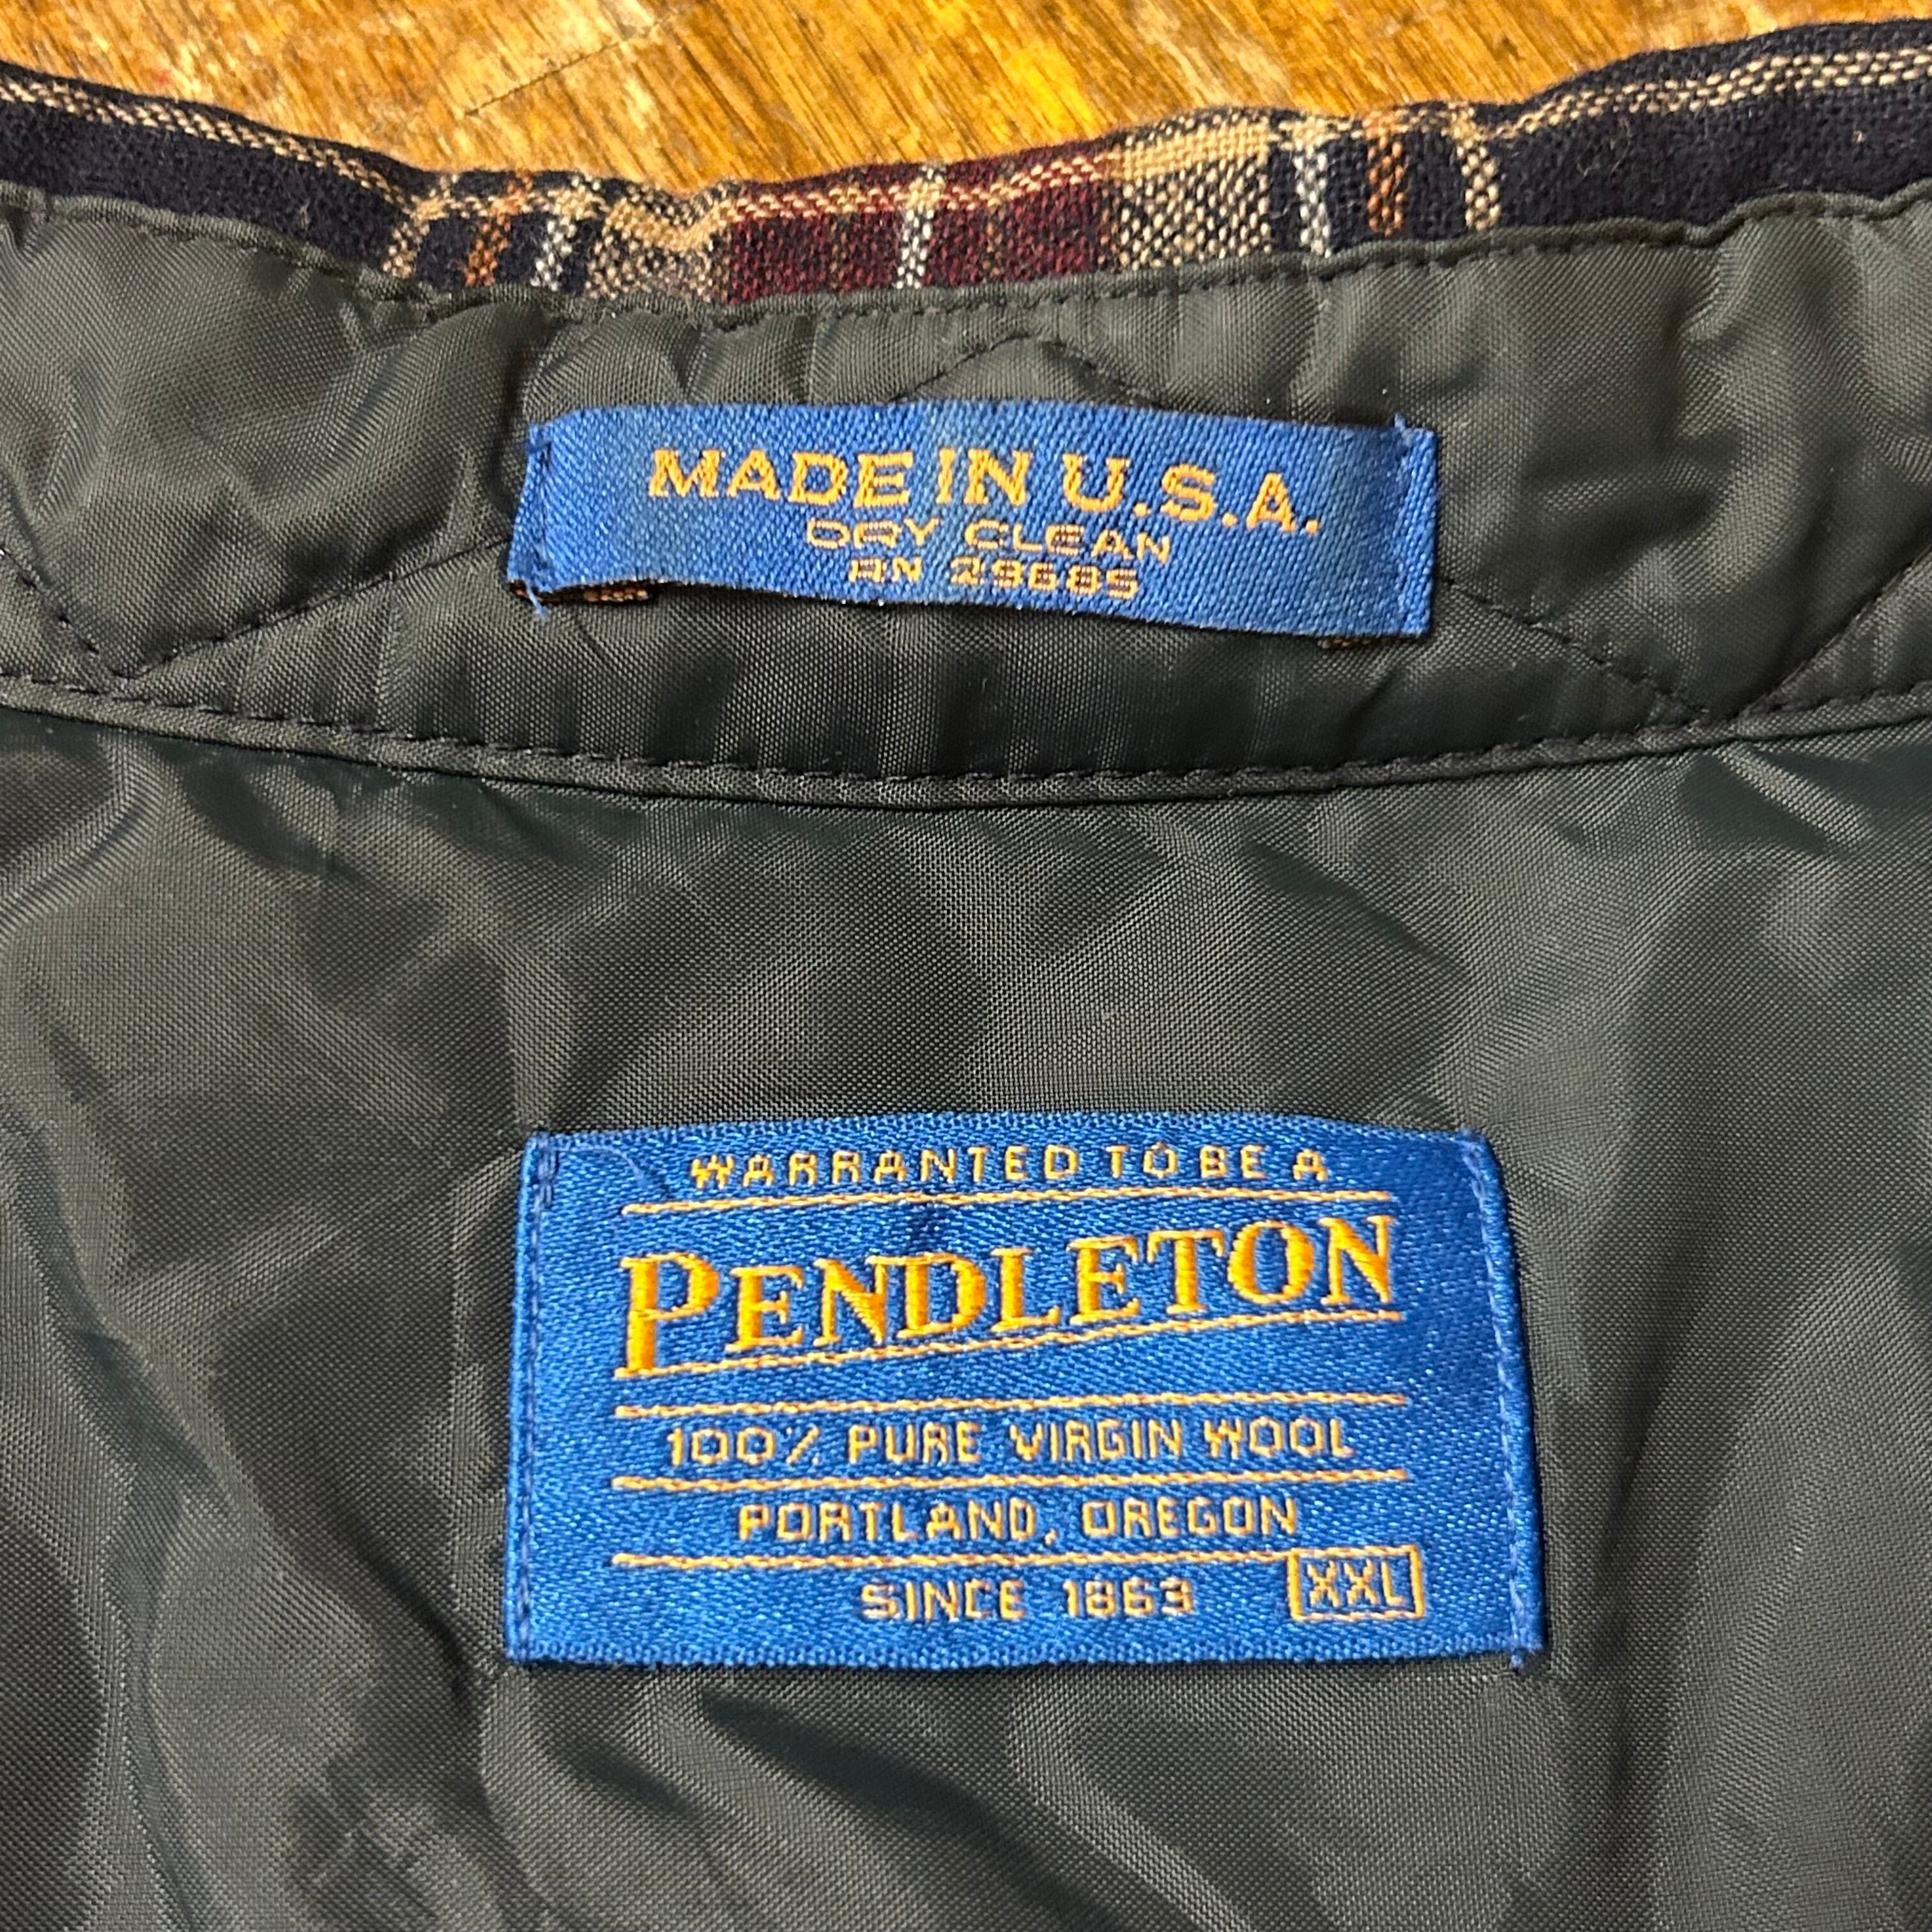 MADE IN U.S.A.
DRY CLEAN
RN 29685
WARRANTED TO BE A
PENDLETON
100% PURE VIRGIN WOOL
PORTLAND, OREGON
SINCE 1863 XXL